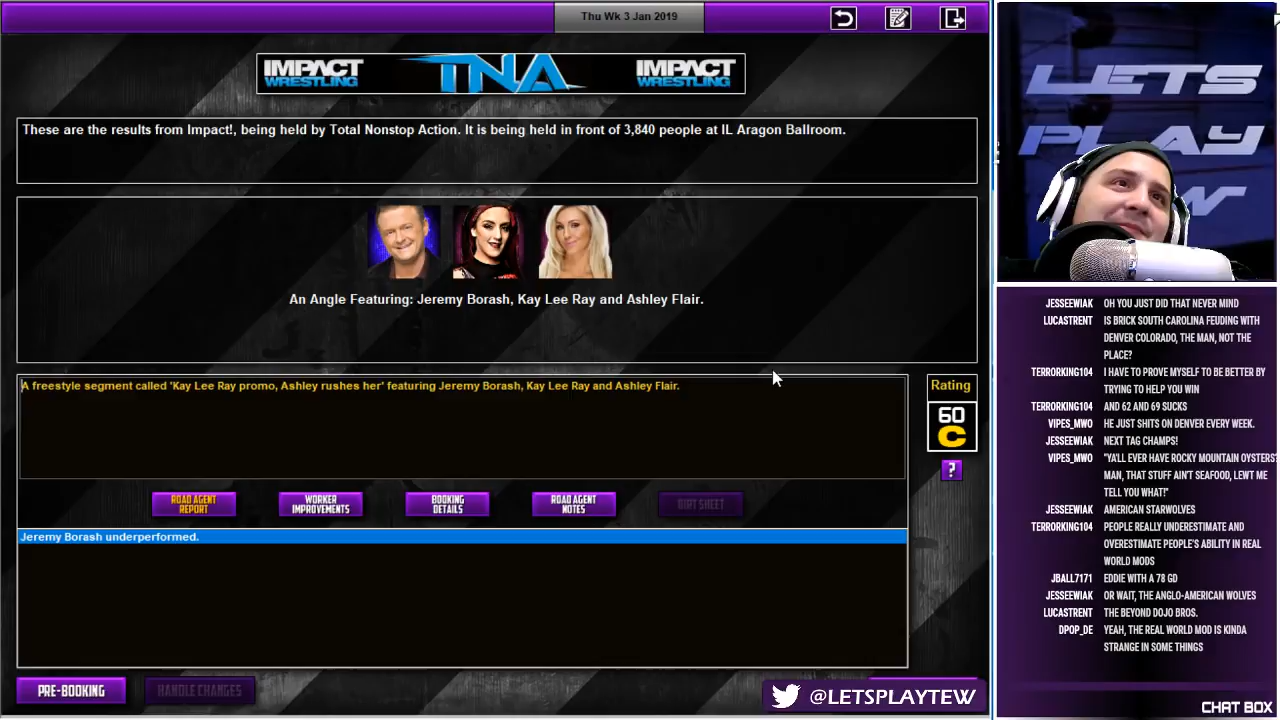 Thu Wk 3 Jan 2019
IMPACT WRESTLING TNA IMPACT WRESTLING
These are the results from Impact!, being held by Total Nonstop Action. It is being held in front of 3,840 people at IL Aragon Ballroom.
An Angle Featuring: Jeremy Borash, Kay Lee Ray and Ashley Flair.
A freestyle segment called 'Kay Lee Ray promo, Ashley rushes her' featuring Jeremy Borash, Kay Lee Ray and Ashley Flair.
Rating
60
C
?
ROAD AGENT REPORT
WORKER IMPROVEMENTS
BOOKING DETAILS
ROAD AGENT NOTES
DIRT SHEET
Jeremy Borash underperformed.
PRE-BOOKING
HANDLE CHANGES
@LETSPLAYTEW
LETS
PLAY
JESSEEWIAK OH YOU JUST DID THAT NEVER MIND
LUCASTRENT IS BRICK SOUTH CAROLINA FEUDING WITH
DENVER COLORADO, THE MAN, NOT THE
PLACE?
TERRORKING104 I HAVE TO PROVE MYSELF TO BE BETTER BY
TRYING TO HELP YOU WIN
TERRORKING104 AND 62 AND 69 SUCKS
VIPES_MWO HE JUST SHITS ON DENVER EVERY WEEK.
JESSEEWIAK NEXT TAG CHAMPS!
VIPES_MWO "YA'LL EVER HAVE ROCKY MOUNTAIN OYSTERS?
MAN, THAT STUFF AIN'T SEAFOOD, LEWT ME
TELL YOU WHAT!"
JESSEEWIAK AMERICAN STARWOLVES
TERRORKING104 PEOPLE REALLY UNDERESTIMATE AND
OVERESTIMATE PEOPLE'S ABILITY IN REAL
WORLD MODS
JBALL7171 EDDIE WITH A 78 GD
JESSEEWIAK OR WAIT, THE ANGLO-AMERICAN WOLVES
LUCASTRENT THE BEYOND DOJO BROS.
DPOP_DE YEAH, THE REAL WORLD MOD IS KINDA
STRANGE IN SOME THINGS
CHAT BOX